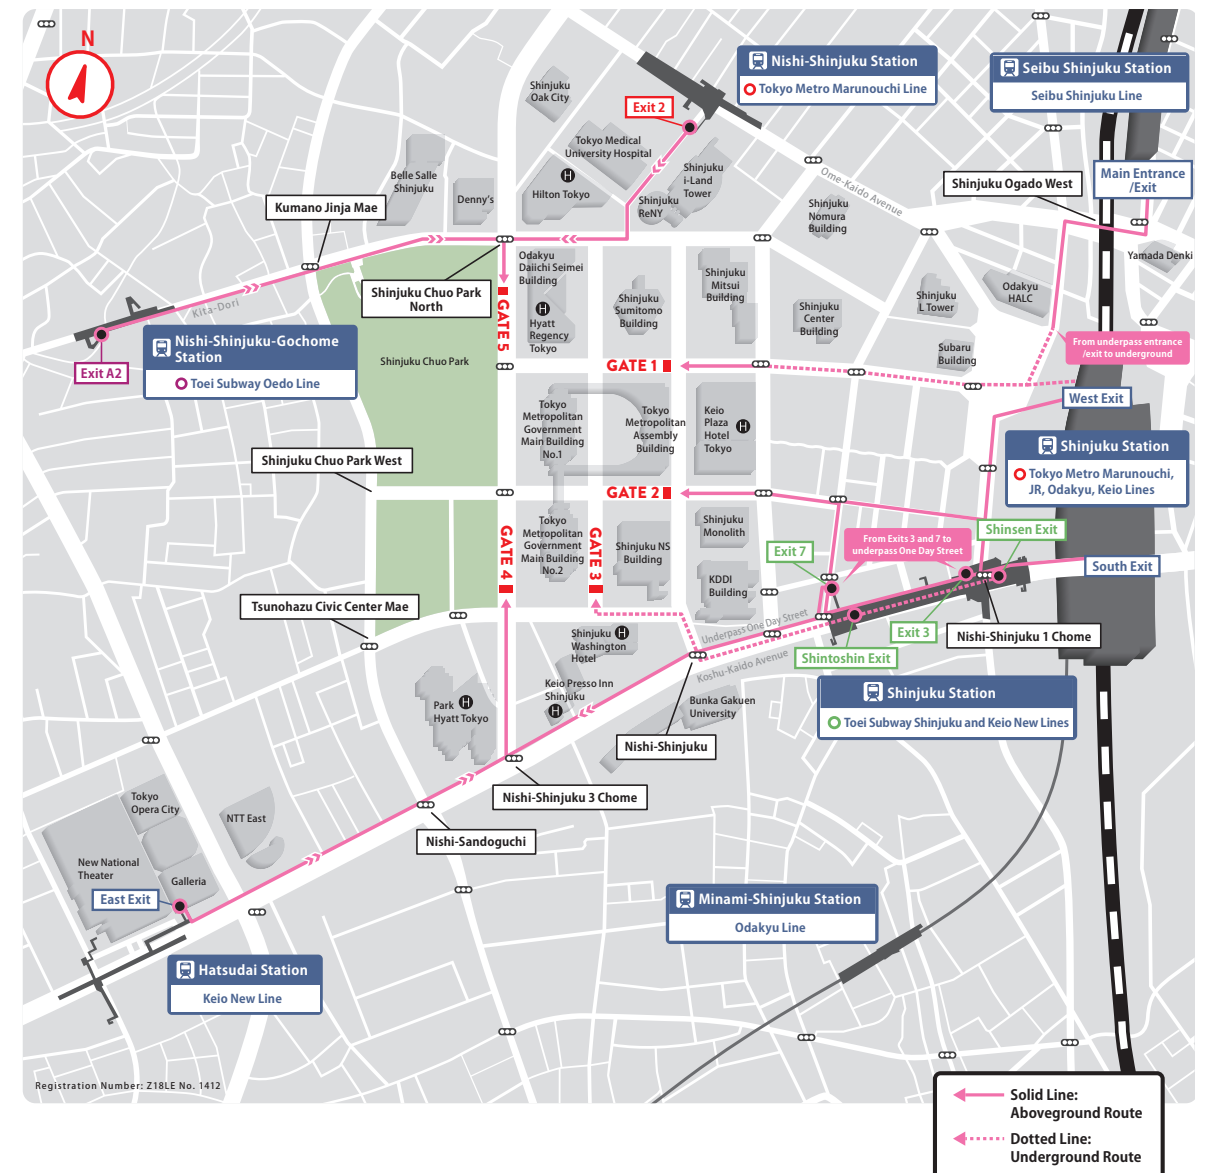 N
Nishi-Shinjuku Station
Tokyo Metro Marunouchi Line
Seibu Shinjuku Station
Seibu Shinjuku Line
Shinjuku
Oak City
Exit 2
Tokyo Medical
University Hospital
H
Hilton Tokyo
Shinjuku
i-Land
Tower
Shinjuku
ReNY
Belle Salle
Shinjuku
Denny's
Ome-Kaido Avenue
Shinjuku Ogado West
Main Entrance
/Exit
Kumano Jinja Mae
Shinjuku
Nomura
Building
Yamada Denki
Odakyu
Daiichi Seimei
Building
Shinjuku Chuo Park
North
Kita-Dori
GATE 5
H
Hyatt
Regency
Tokyo
Shinjuku
Sumitomo
Building
Shinjuku
Mitsui
Building
Shinjuku
Center
Building
Shinjuku
L Tower
Odakyu
HALC
Subaru
Building
From underpass entrance
/exit to underground
Nishi-Shinjuku-Gochome
Station
Toei Subway Oedo Line
Exit A2
Shinjuku Chuo Park
GATE 1
West Exit
Tokyo
Metropolitan
Government
Main Building
No.1
Tokyo
Metropolitan
Assembly
Building
Keio
Plaza
Hotel
Tokyo
H
Shinjuku Station
Tokyo Metro Marunouchi,
JR, Odakyu, Keio Lines
Shinjuku Chuo Park West
GATE 2
GATE 4
Tokyo
Metropolitan
Government
Main Building
No.2
GATE 3
Shinjuku NS
Building
Shinjuku
Monolith
KDDI
Building
Exit 7
From Exits 3 and 7 to
underpass One Day Street
Shinsen Exit
South Exit
Tsunohazu Civic Center Mae
Underpass One Day Street
Koshu-Kaido Avenue
Exit 3
Nishi-Shinjuku 1 Chome
Shintoshin Exit
Shinjuku
Washington
Hotel
H
Keio Presso Inn
Shinjuku
H
Park
Hyatt Tokyo
H
Bunka Gakuen
University
Shinjuku Station
Toei Subway Shinjuku and Keio New Lines
Nishi-Shinjuku
Nishi-Shinjuku 3 Chome
Nishi-Sandoguchi
Tokyo
Opera City
NTT East
New National
Theater
Galleria
East Exit
Minami-Shinjuku Station
Odakyu Line
Hatsudai Station
Keio New Line
Registration Number: Z18LE No. 1412
Solid Line:
Aboveground Route
Dotted Line:
Underground Route